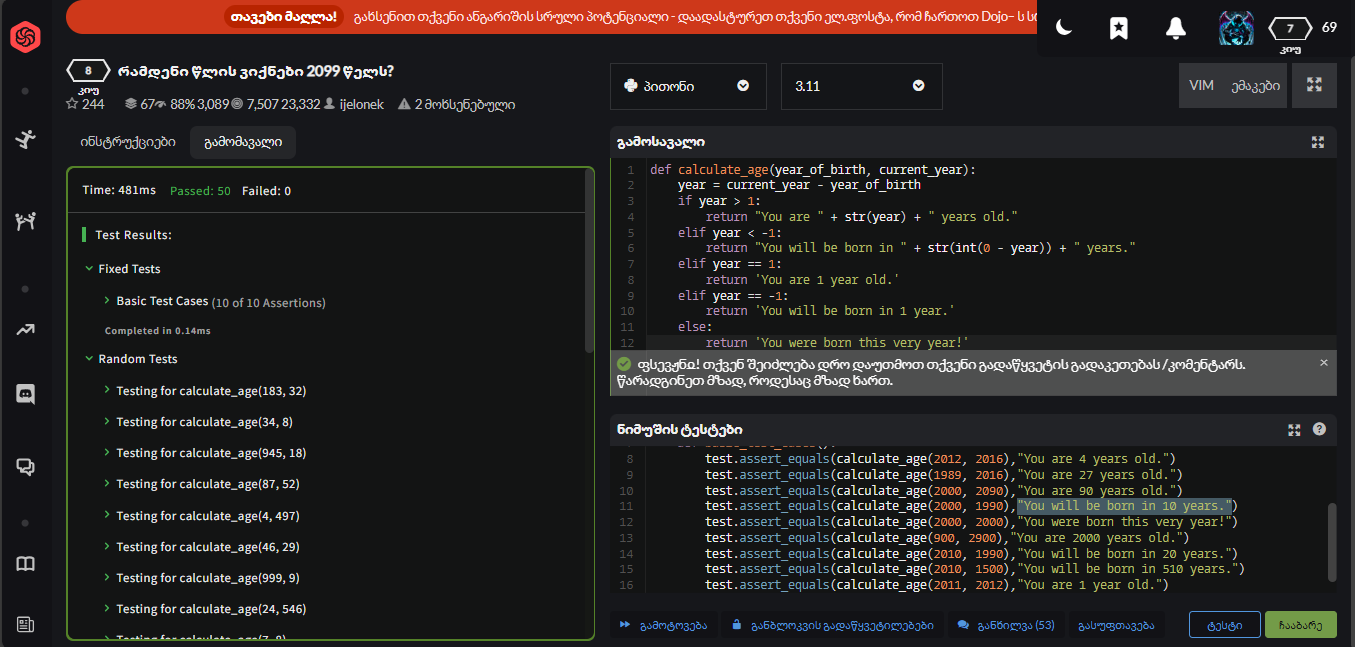 თავები მაღლა! გახსენით თქვენი ანგარიშის სრული პოტენციალი - დაადასტურეთ თქვენი ელ.ფოსტა, რომ ჩართოთ Dojo- ს
7 69
კიუ
8 რამდენი წლის ვიქნები 2099 წელს?
კიუ
244 67 88% 3,089 7,507 23,332 ijelonek 2 მოხსენებული
პითონი 3.11 VIM ემაკები
ინსტრუქციები გამომავალი
Time: 481ms Passed: 50 Failed: 0
Test Results:
Fixed Tests
Basic Test Cases (10 of 10 Assertions)
Completed in 0.14ms
Random Tests
Testing for calculate_age(183, 32)
Testing for calculate_age(34, 8)
Testing for calculate_age(945, 18)
Testing for calculate_age(87, 52)
Testing for calculate_age(4, 497)
Testing for calculate_age(46, 29)
Testing for calculate_age(999, 9)
Testing for calculate_age(24, 546)
გამოსავალი
1 def calculate_age(year_of_birth, current_year):
2 year = current_year - year_of_birth
3 if year > 1:
4 return "You are " + str(year) + " years old."
5 elif year < -1:
6 return "You will be born in " + str(int(0 - year)) + " years."
7 elif year == 1:
8 return 'You are 1 year old.'
9 elif year == -1:
10 return 'You will be born in 1 year.'
11 else:
12 return 'You were born this very year!'
ფსევენი! თქვენ შეიძლება დრო დაუთმოთ თქვენი გადაწყვეტის გადაკეთებას /კომენტარს.
წარადგინეთ მზად, როდესაც მზად ხართ.
ნიმუშის ტესტები
8 test.assert_equals(calculate_age(2012, 2016),"You are 4 years old.")
9 test.assert_equals(calculate_age(1989, 2016),"You are 27 years old.")
10 test.assert_equals(calculate_age(2000, 2090),"You are 90 years old.")
11 test.assert_equals(calculate_age(2000, 1990),"You will be born in 10 years.")
12 test.assert_equals(calculate_age(2000, 2000),"You were born this very year!")
13 test.assert_equals(calculate_age(900, 2900),"You are 2000 years old.")
14 test.assert_equals(calculate_age(2010, 1990),"You will be born in 20 years.")
15 test.assert_equals(calculate_age(2010, 1500),"You will be born in 510 years.")
16 test.assert_equals(calculate_age(2011, 2012),"You are 1 year old.")
გამოტოვება განბლოკვის გადაწყვეტილებები განხილვა (53) გასუფთავება ტესტი ჩააბარე